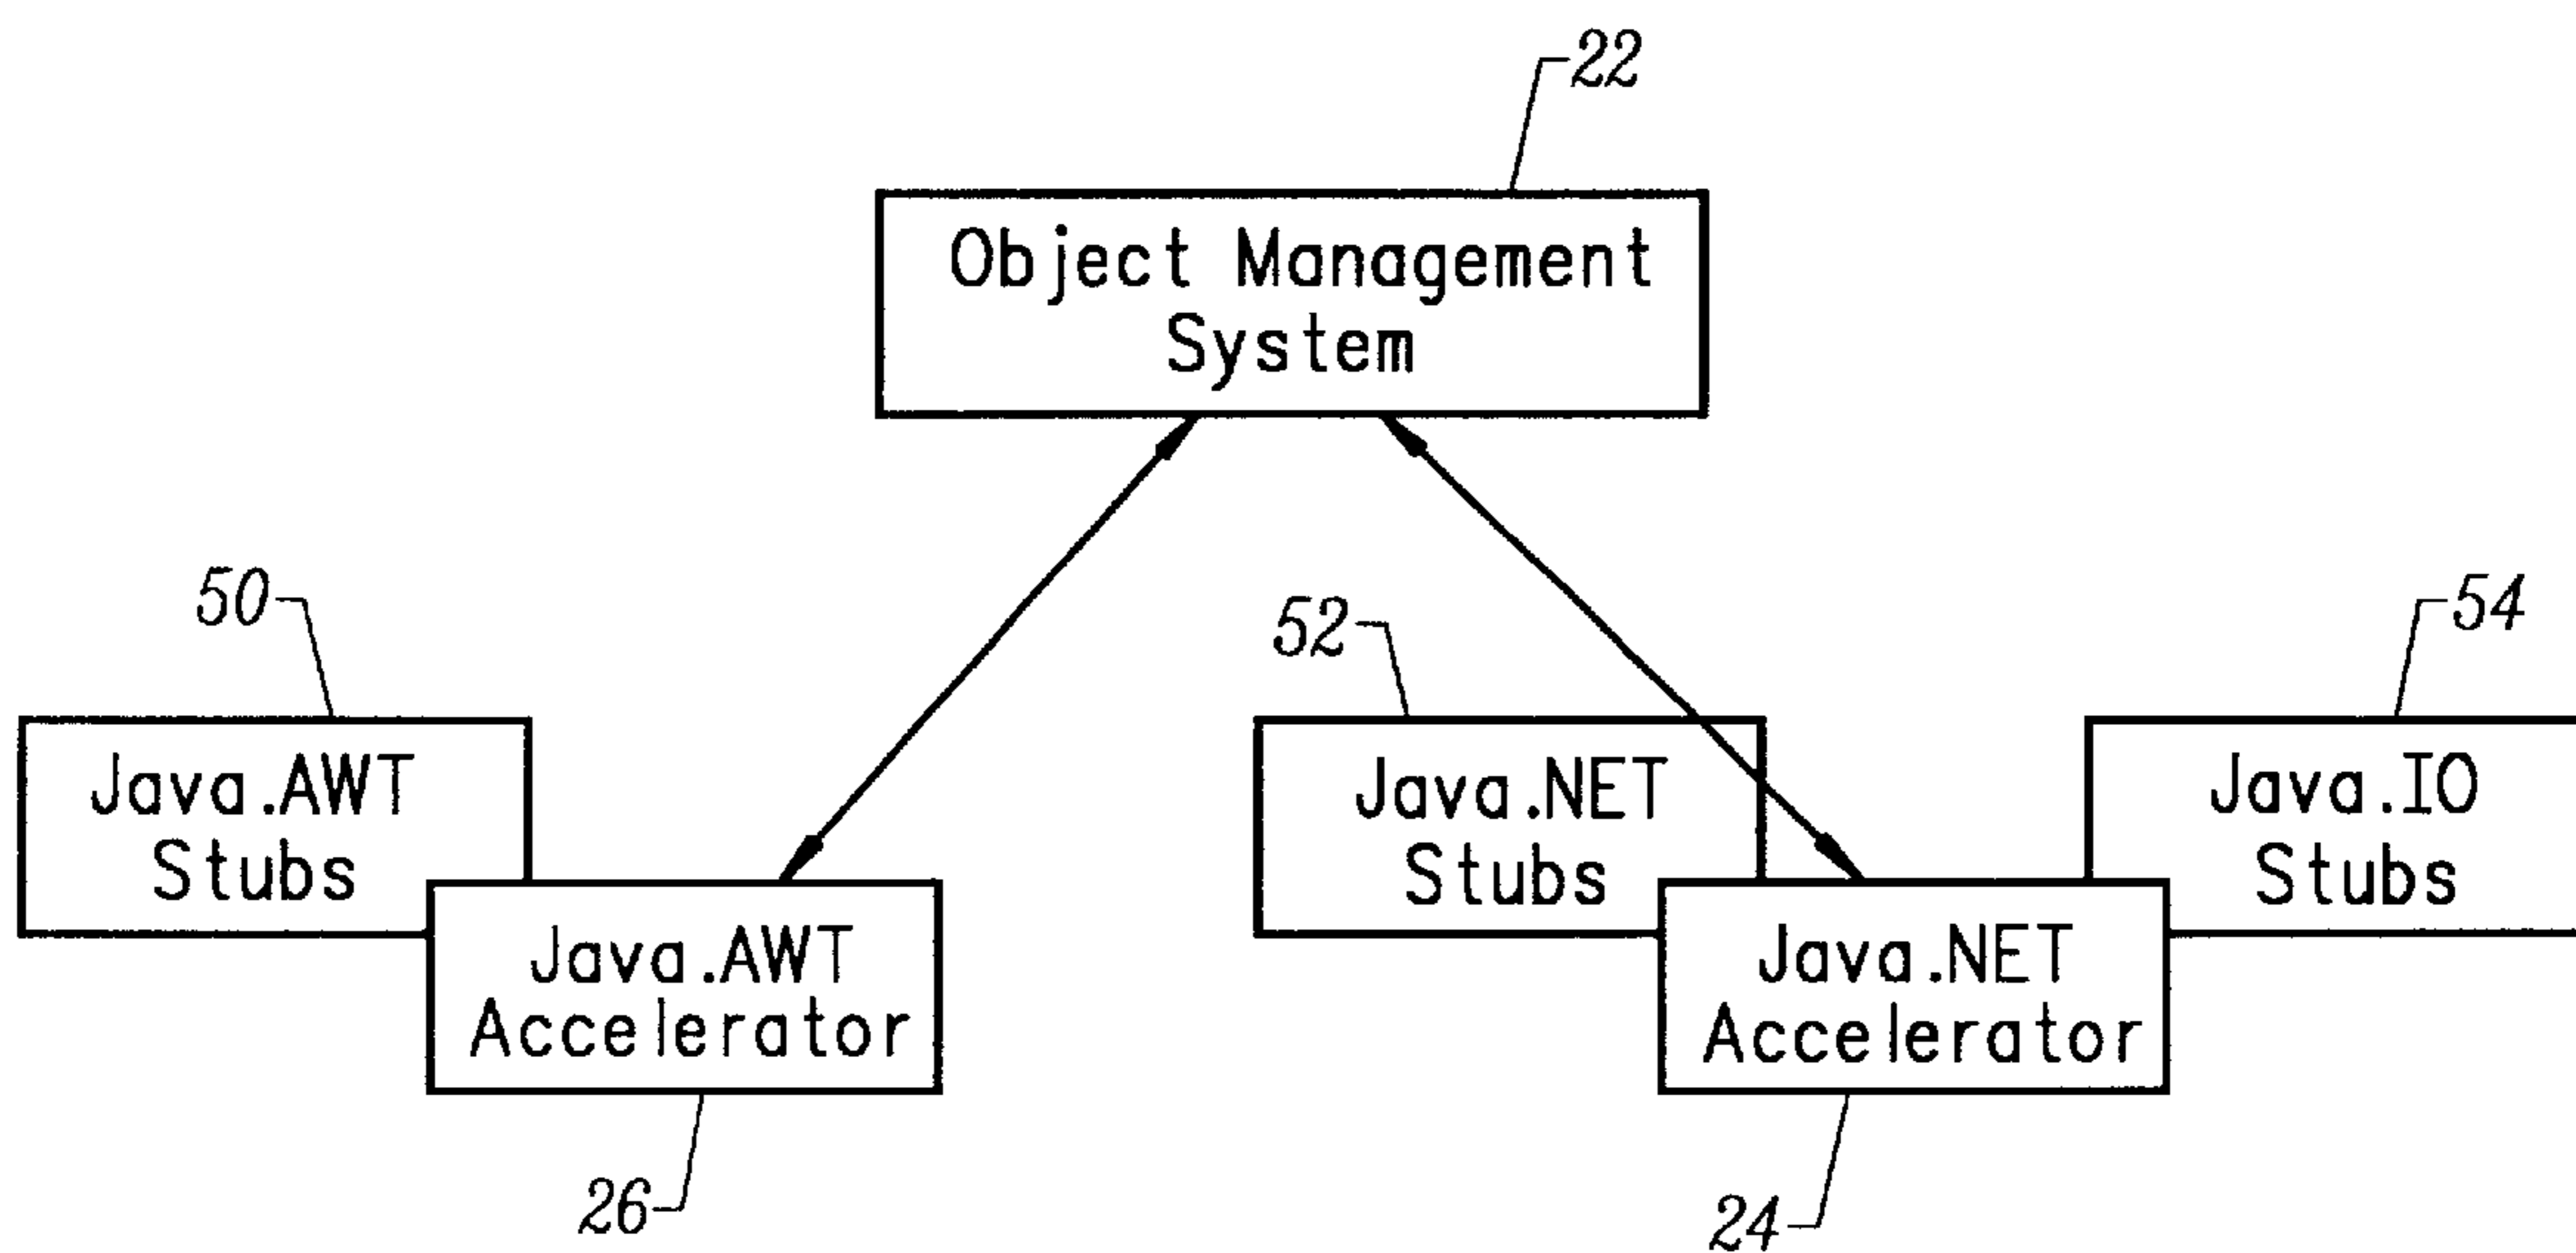 22
Object Management
System
50
52
54
Java.AWT
Stubs
Java.NET
Stubs
Java.IO
Stubs
Java.AWT
Accelerator
Java.NET
Accelerator
26
24